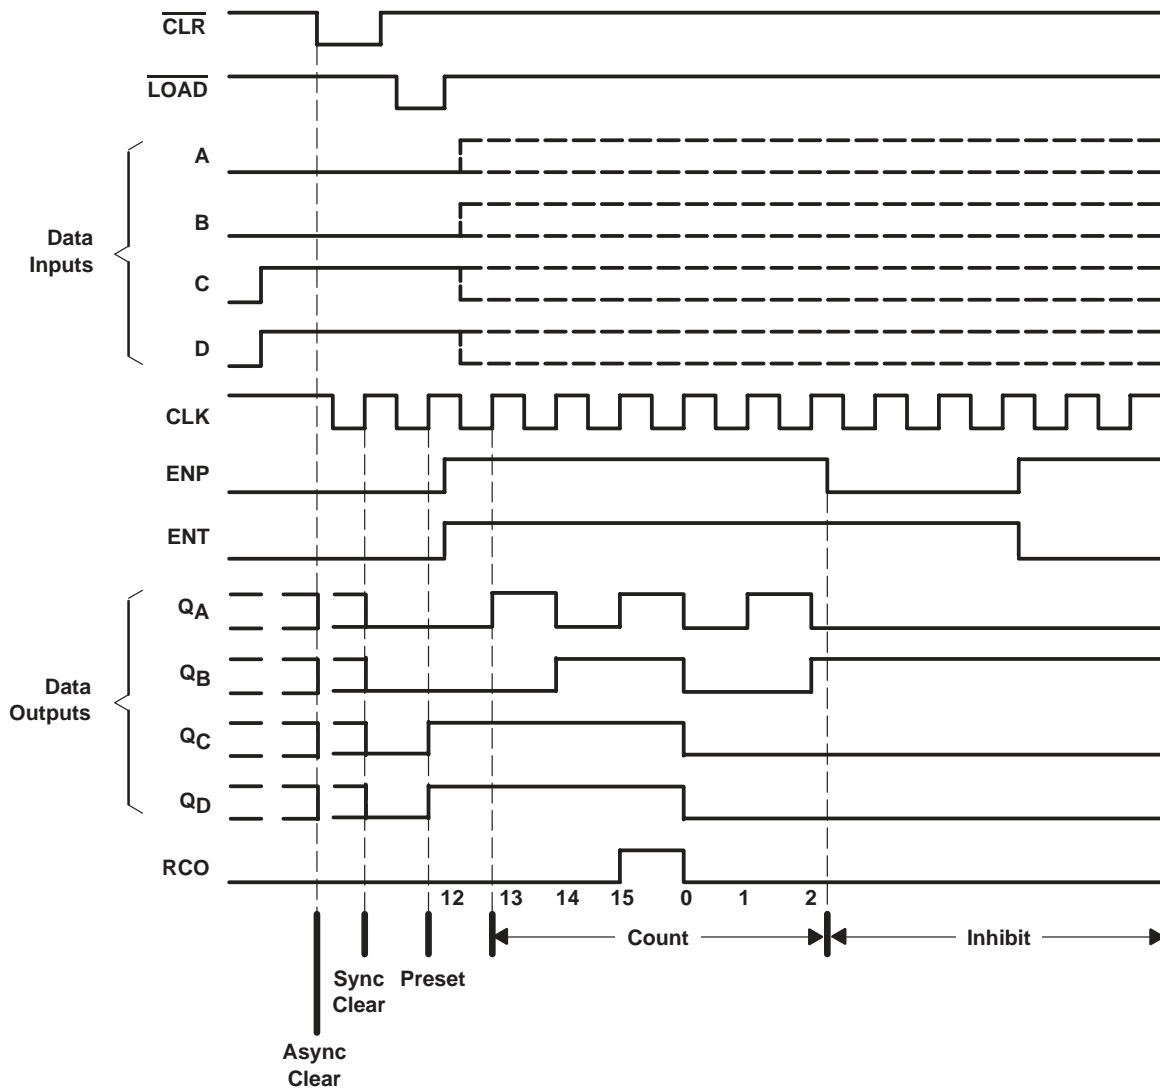 CLR
LOAD
A
B
Data
Inputs
C
D
CLK
ENP
ENT
QA
QB
Data
Outputs
QC
QD
RCO
12 13 14 15 0 1 2
Count Inhibit
Sync
Clear
Preset
Async
Clear